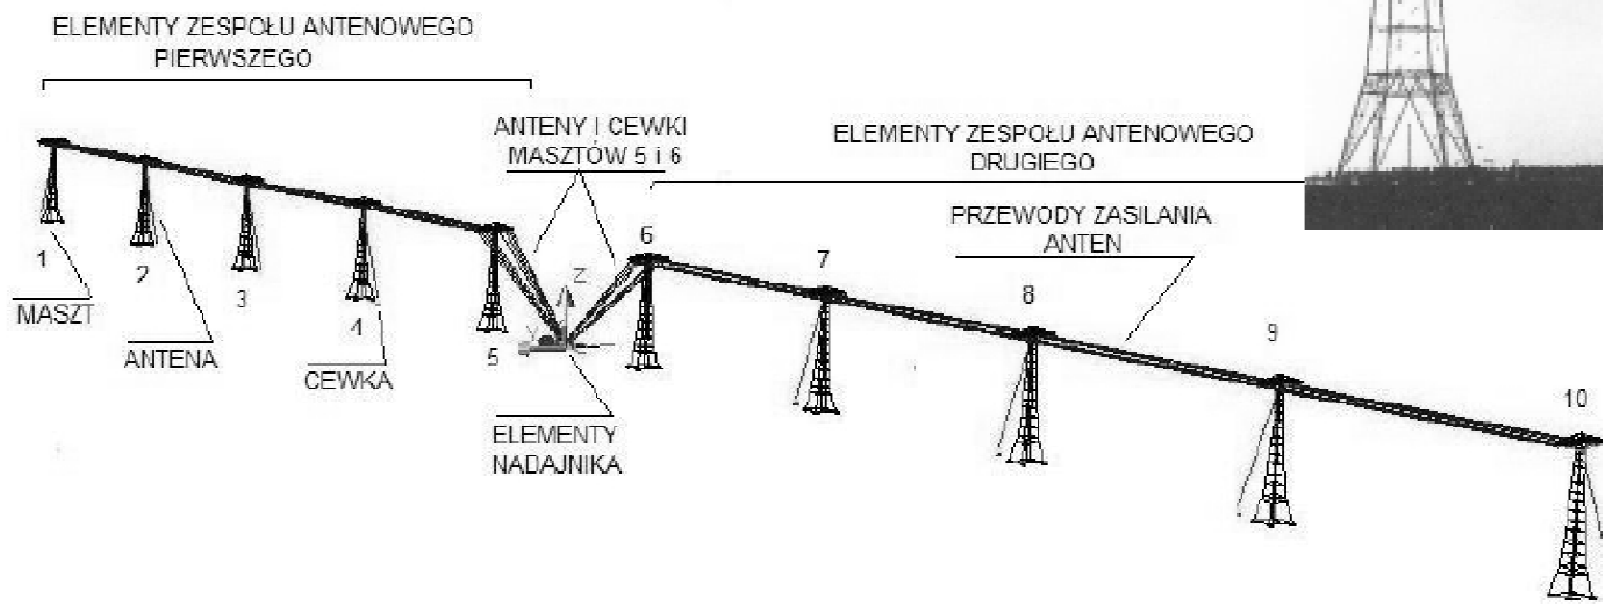 ELEMENTY ZESPOŁU ANTENOWEGO
PIERWSZEGO
ANTENY I CEWKI
MASZTÓW 5 i 6
ELEMENTY ZESPOŁU ANTENOWEGO
DRUGIEGO
PRZEWODY ZASILANIA
ANTEN
1
2
3
4
5
6
7
8
9
10
Z
Y
MASZT
ANTENA
CEWKA
ELEMENTY
NADAJNIKA